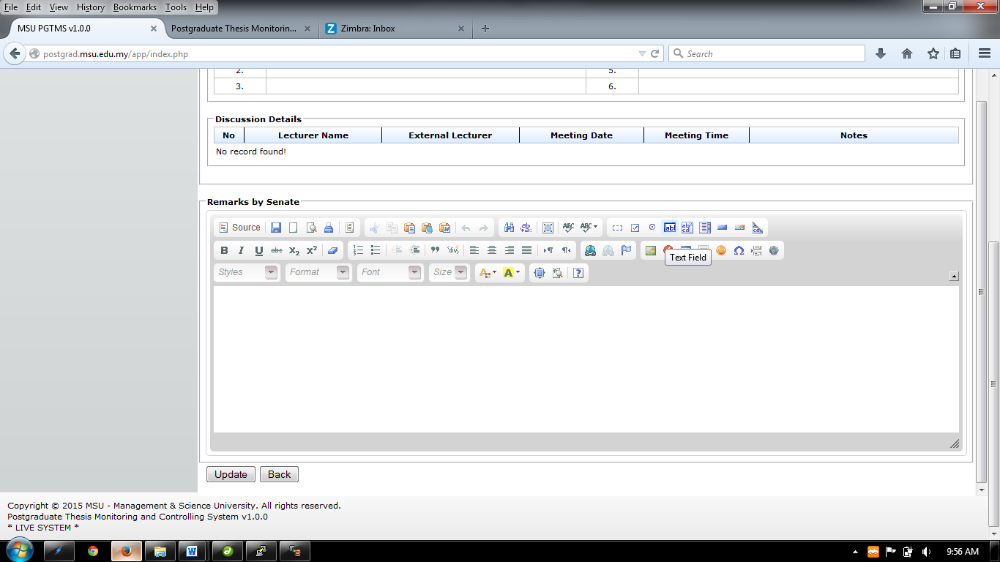 File Edit View History Bookmarks Tools Help
MSU PGTMS v1.0.0 Postgraduate Thesis Monitorin... Zimbra: Inbox
postgrad.msu.edu.my/app/index.php Search
2. 5.
3. 6.
Discussion Details
No Lecturer Name External Lecturer Meeting Date Meeting Time Notes
No record found!
Remarks by Senate
Source
Text Field
Styles Format Font Size
Update Back
Copyright © 2015 MSU - Management & Science University. All rights reserved.
Postgraduate Thesis Monitoring and Controlling System v1.0.0
* LIVE SYSTEM *
9:56 AM